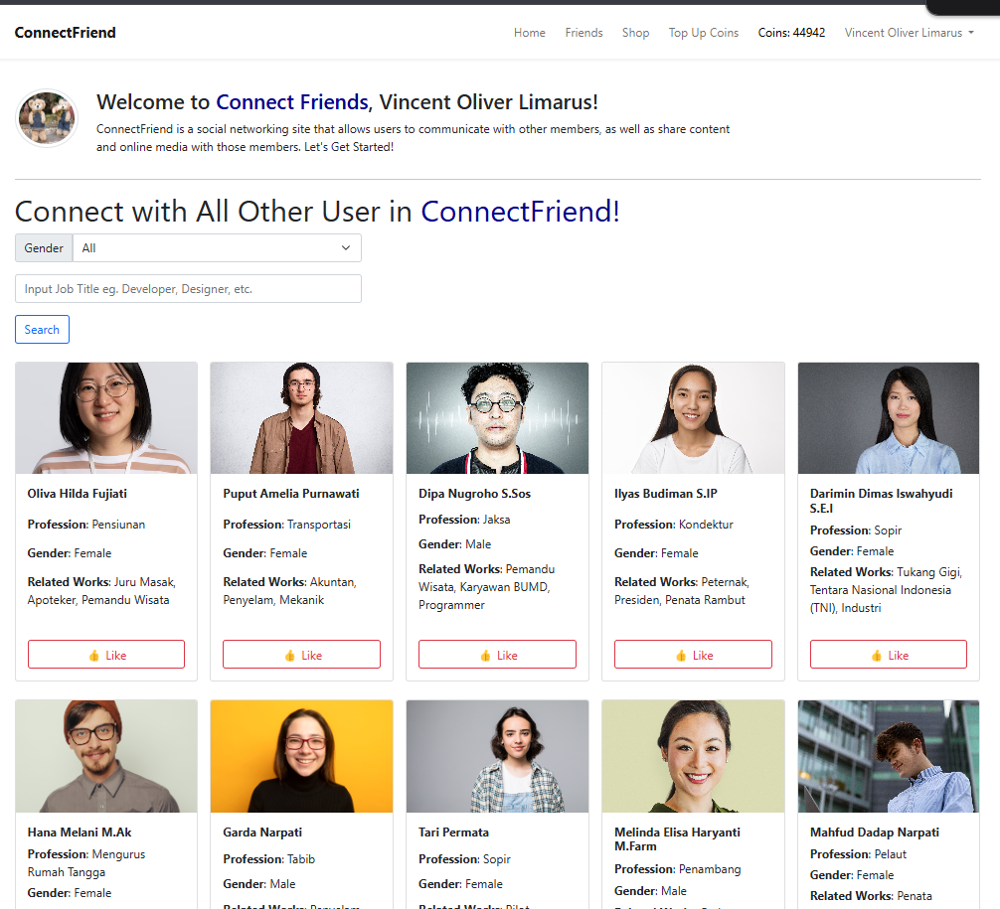 ConnectFriend
Home Friends Shop Top Up Coins Coins: 44942 Vincent Oliver Limarus
Welcome to Connect Friends, Vincent Oliver Limarus!
ConnectFriend is a social networking site that allows users to communicate with other members, as well as share content
and online media with those members. Let's Get Started!
Connect with All Other User in ConnectFriend!
Gender All
Input Job Title eg. Developer, Designer, etc.
Search
Oliva Hilda Fujiati
Profession: Pensiunan
Gender: Female
Related Works: Juru Masak,
Apoteker, Pemandu Wisata
👍 Like
Puput Amelia Purnawati
Profession: Transportasi
Gender: Female
Related Works: Akuntan,
Penyelam, Mekanik
👍 Like
Dipa Nugroho S.Sos
Profession: Jaksa
Gender: Male
Related Works: Pemandu
Wisata, Karyawan BUMD,
Programmer
👍 Like
Ilyas Budiman S.IP
Profession: Kondektur
Gender: Female
Related Works: Peternak,
Presiden, Penata Rambut
👍 Like
Darimin Dimas Iswahyudi
S.E.I
Profession: Sopir
Gender: Female
Related Works: Tukang Gigi,
Tentara Nasional Indonesia
(TNI), Industri
👍 Like
Hana Melani M.Ak
Profession: Mengurus
Rumah Tangga
Gender: Female
Garda Narpati
Profession: Tabib
Gender: Male
Related Works: Penyelam
Tari Permata
Profession: Sopir
Gender: Female
Related Works: Pilot
Melinda Elisa Haryanti
M.Farm
Profession: Penambang
Gender: Male
Mahfud Dadap Narpati
Profession: Pelaut
Gender: Female
Related Works: Penata